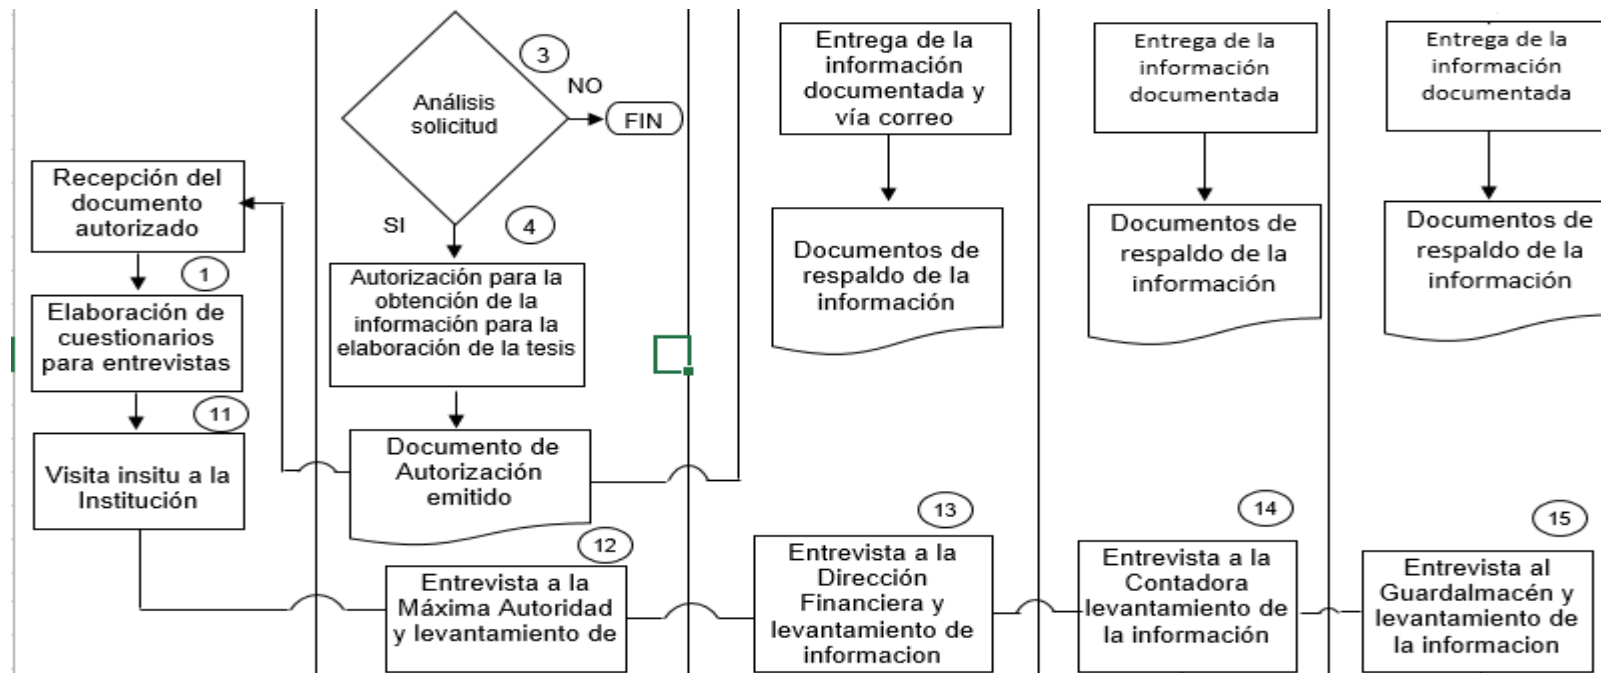 3
Análisis
solicitud
NO
FIN
SI
4
Autorización para la
obtención de la
información para la
elaboración de la tesis
Documento de
Autorización
emitido
12
Entrevista a la
Máxima Autoridad
y levantamiento de
Recepción del
documento
autorizado
1
Elaboración de
cuestionarios
para entrevistas
11
Visita insitu a la
Institución
Entrega de la
información
documentada y
vía correo
Documentos de
respaldo de la
información
13
Entrevista a la
Dirección
Financiera y
levantamiento de
informacion
Entrega de la
información
documentada
Documentos de
respaldo de la
información
14
Entrevista a la
Contadora
levantamiento de
la información
Entrega de la
información
documentada
Documentos de
respaldo de la
información
15
Entrevista al
Guardalmacén y
levantamiento de
la informacion